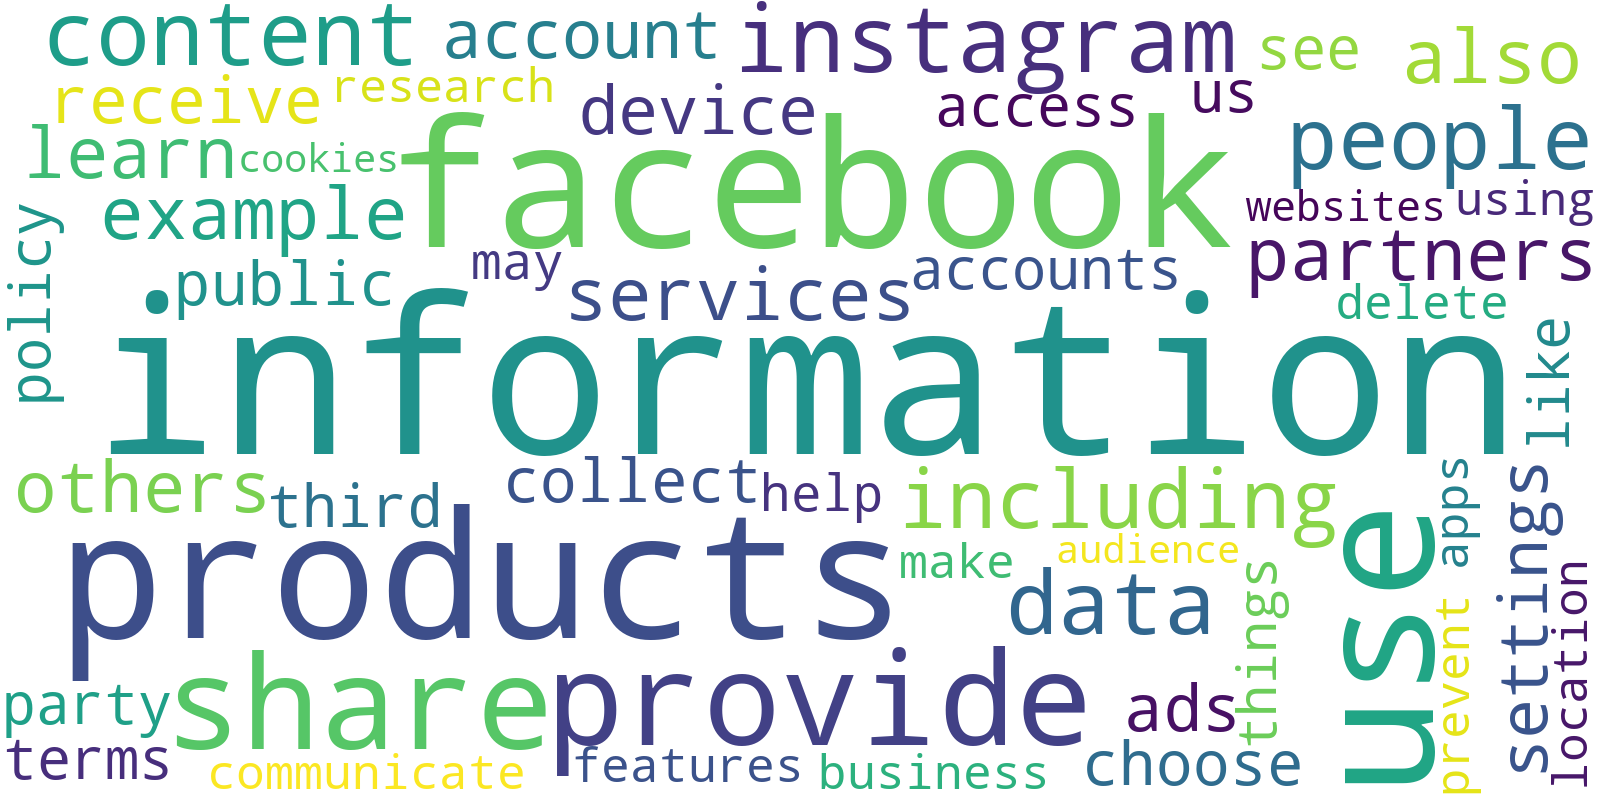 content account instagram see also
receive research device access us
learn cookies facebook people
example websites using
policy public may services accounts partners
delete
information like
others third collect help including apps settings
products make audience use
data things prevent location
party share provide ads
terms communicate features business choose